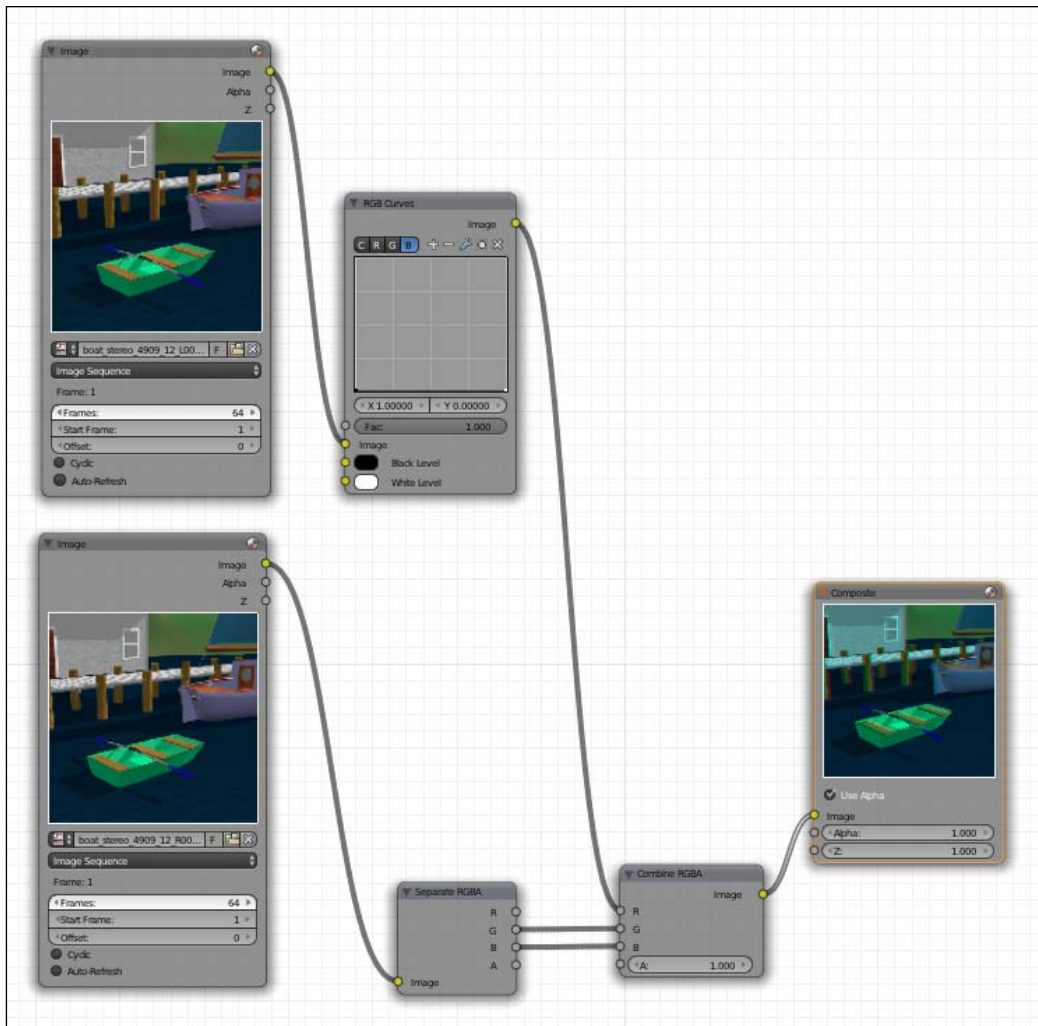 Image
Image
Alpha
Z
boat_stereo_4909_12_L00... F
Image Sequence
Frame: 1
Frames: 64
Start Frame: 1
Offset: 0
Cyclic
Auto-Refresh
RGB Curves
Image
C R G B
X 1.00000 Y 0.00000
Fac: 1.000
Image
Black Level
White Level
Image
Image
Alpha
Z
boat_stereo_4909_12_R00... F
Image Sequence
Frame: 1
Frames: 64
Start Frame: 1
Offset: 0
Cyclic
Auto-Refresh
Separate RGBA
R
G
B
A
Image
Combine RGBA
Image
R
G
B
A: 1.000
Composite
Use Alpha
Image
Alpha: 1.000
Z: 1.000